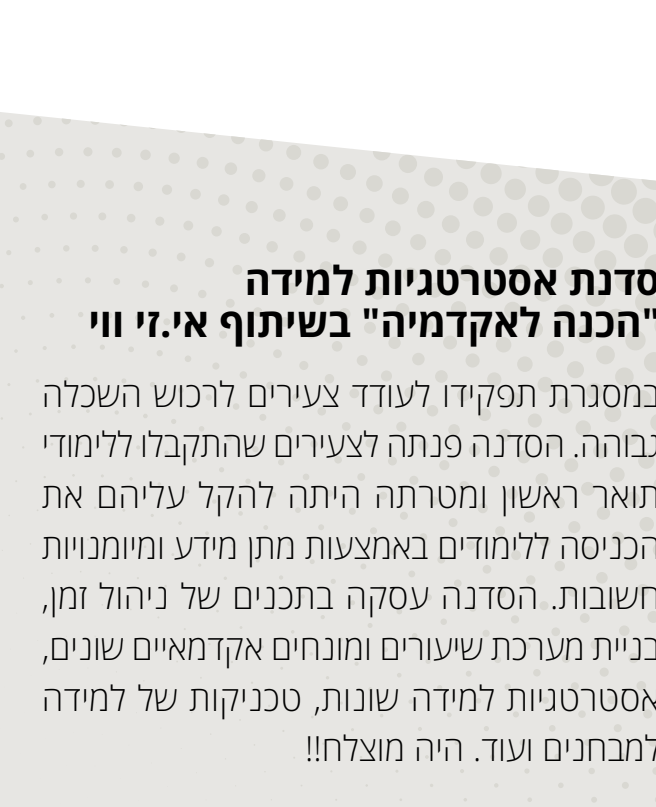 סדנת אסטרטגיות למידה
"הכנה לאקדמיה" בשיתוף אי.זי ווי
במסגרת תפקידו לעודד צעירים לרכוש השכלה
גבוהה. הסדנה פנתה לצעירים שהתקבלו ללימודי
תואר ראשון ומטרתה היתה להקל עליהם את
הכניסה ללימודים באמצעות מתן מידע ומיומנויות
חשובות. הסדנה עסקה בתכנים של ניהול זמן,
בניית מערכת שיעורים ומונחים אקדמאיים שונים,
אסטרטגיות למידה שונות, טכניקות של למידה
למבחנים ועוד. היה מוצלח!!